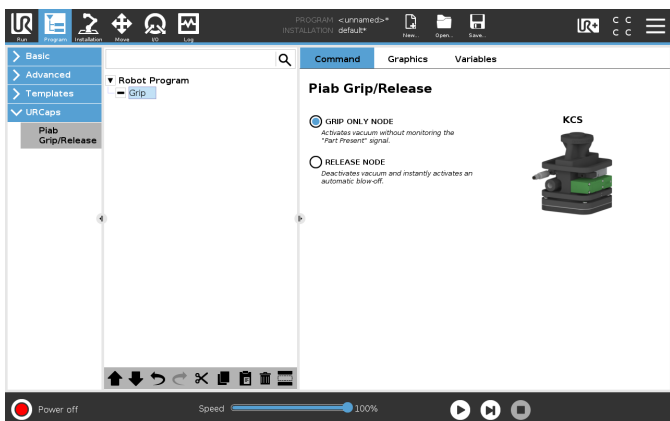 UR
PROGRAM <unnamed>*
INSTALLATION default*
UR+
C C
C C
Run
Program
Installation
Move
I/O
Log
New...
Open...
Save...
Basic
Advanced
Templates
URCaps
Piab
Grip/Release
Robot Program
Grip
Command Graphics Variables
Piab Grip/Release
GRIP ONLY
NODE
Activates vacuum without monitoring the
"Part Present" signal.
RELEASE NODE
Deactivates vacuum and instantly activates an
automatic blow-off.
KCS
Power off
Speed
100%